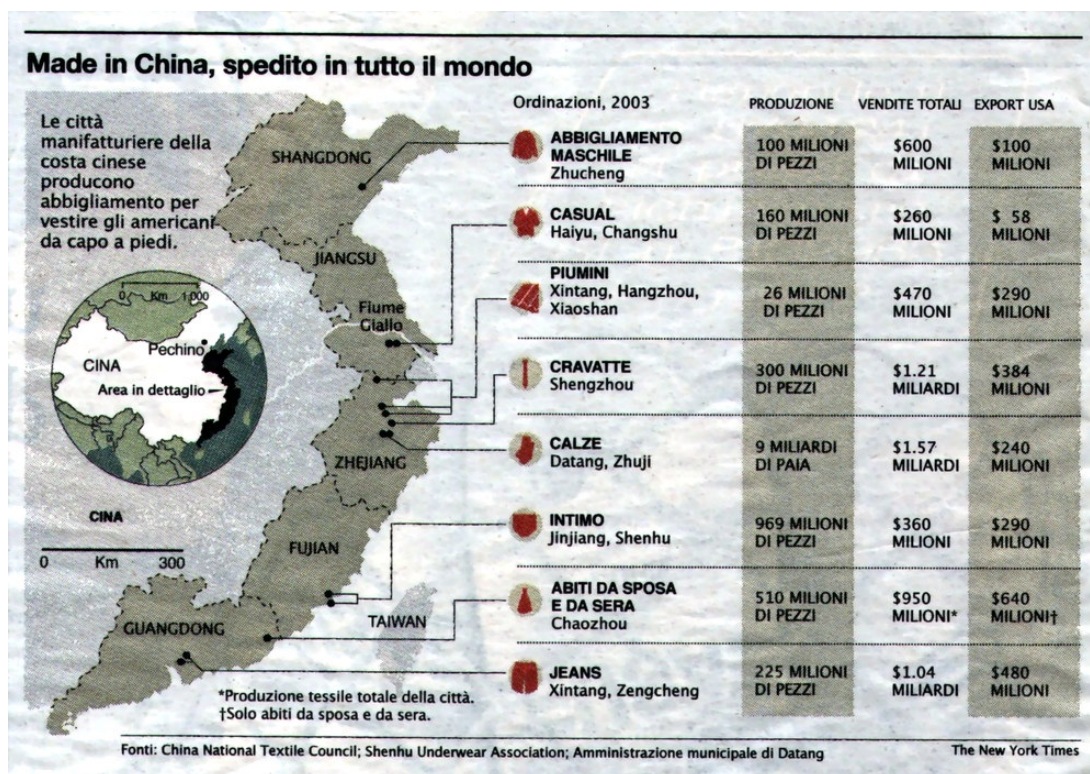 Made in China, spedito in tutto il mondo
Le città
manifatturiere della
costa cinese
producono
abbigliamento per
vestire gli americani
da capo a piedi.
0 Km 1,000
CINA
Pechino
Area in dettaglio
CINA
0 Km 300
SHANGDONG
JIANGSU
Fiume
Giallo
ZHEJIANG
FUJIAN
GUANGDONG
TAIWAN
Ordinazioni, 2003
PRODUZIONE
VENDITE TOTALI
EXPORT USA
ABBIGLIAMENTO
MASCHILE
Zhucheng
100 MILIONI
DI PEZZI
$600
MILIONI
$100
MILIONI
CASUAL
Haiyu, Changshu
160 MILIONI
DI PEZZI
$260
MILIONI
$ 58
MILIONI
PIUMINI
Xintang, Hangzhou,
Xiaoshan
26 MILIONI
DI PEZZI
$470
MILIONI
$290
MILIONI
CRAVATTE
Shengzhou
300 MILIONI
DI PEZZI
$1.21
MILIARDI
$384
MILIONI
CALZE
Datang, Zhuji
9 MILIARDI
DI PAIA
$1.57
MILIARDI
$240
MILIONI
INTIMO
Jinjiang, Shenhu
969 MILIONI
DI PEZZI
$360
MILIONI
$290
MILIONI
ABITI DA SPOSA
E DA SERA
Chaozhou
510 MILIONI
DI PEZZI
$950
MILIONI*
$640
MILIONI†
JEANS
Xintang, Zengcheng
225 MILIONI
DI PEZZI
$1.04
MILIARDI
$480
MILIONI
*Produzione tessile totale della città.
†Solo abiti da sposa e da sera.
Fonti: China National Textile Council; Shenhu Underwear Association; Amministrazione municipale di Datang
The New York Times